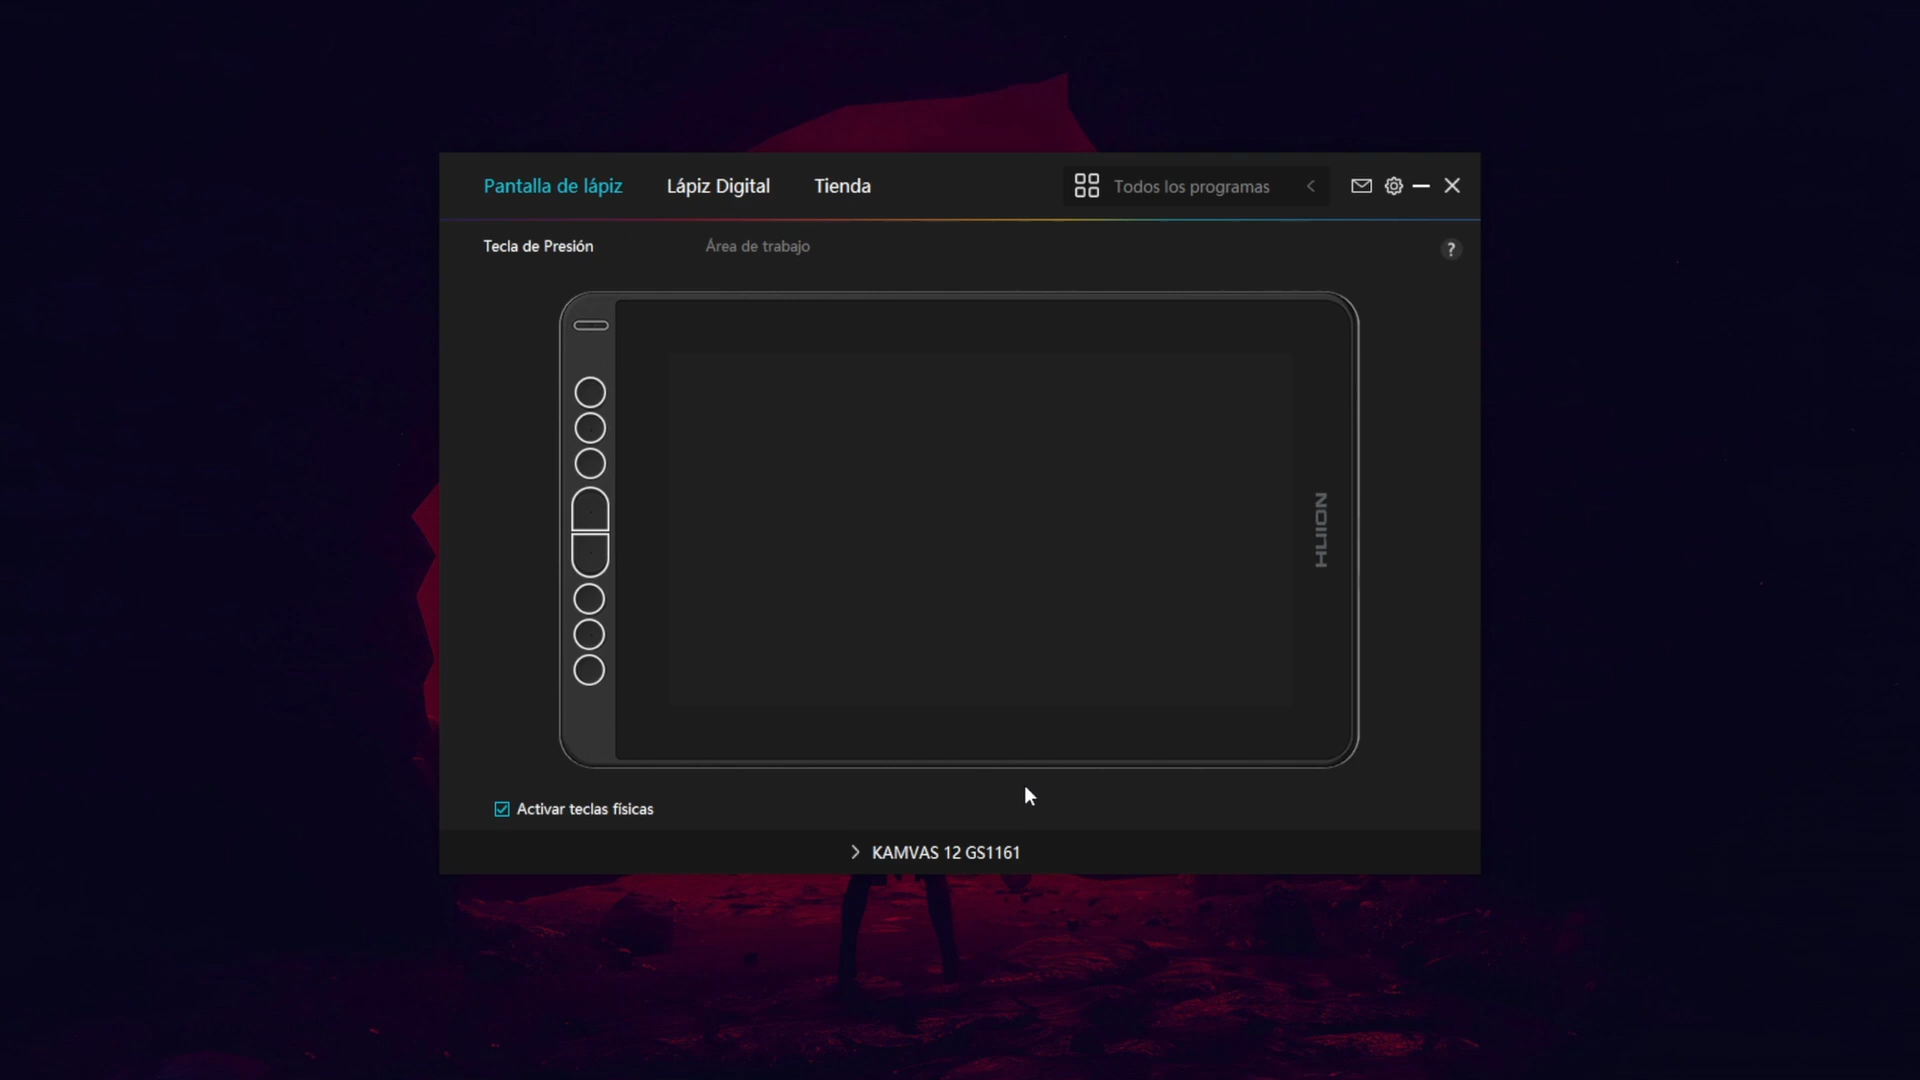 Pantalla de lápiz
Lápiz Digital
Tienda
Todos los programas
Tecla de Presión
Área de trabajo
?
HUION
Activar teclas físicas
KAMVAS 12 GS1161